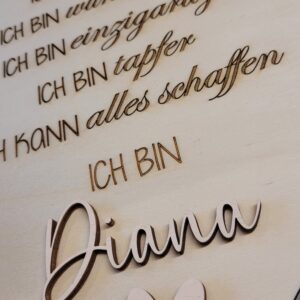 ICH BIN
ICH BIN einzigartig
ICH BIN tapfer
KANN alles schaffen
ICH BIN
Diana